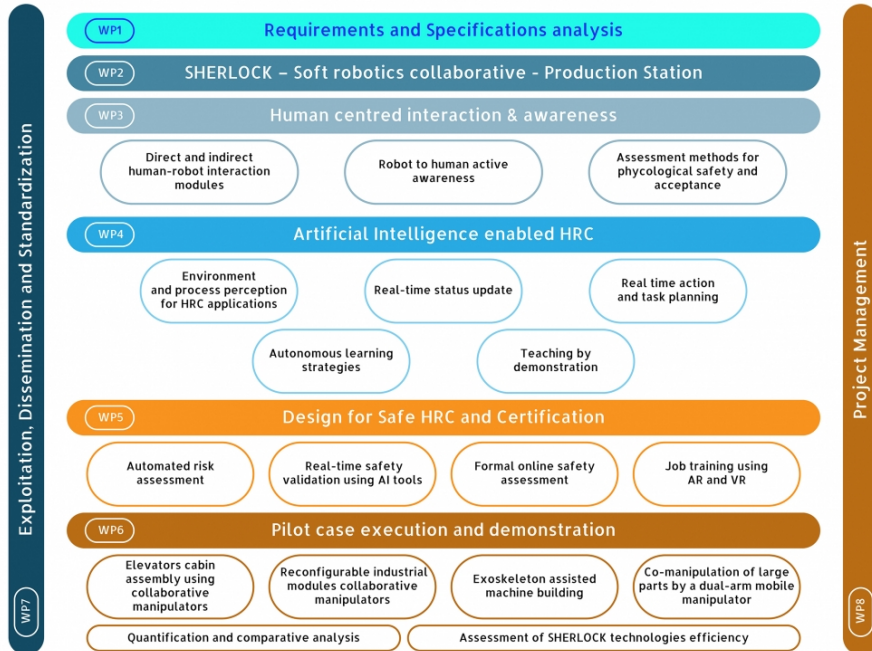 WP1
Requirements and Specifications analysis
WP2
SHERLOCK – Soft robotics collaborative - Production Station
WP3
Human centred interaction & awareness
Direct and indirect
human-robot interaction
modules
Robot to human active
awareness
Assessment methods for
phycological safety and
acceptance
WP4
Artificial Intelligence enabled HRC
Environment
and process perception
for HRC applications
Real-time status update
Real time action
and task planning
Autonomous learning
strategies
Teaching by
demonstration
WP5
Design for Safe HRC and Certification
Automated risk
assessment
Real-time safety
validation using AI tools
Formal online safety
assessment
Job training using
AR and VR
WP6
Pilot case execution and demonstration
Elevators cabin
assembly using
collaborative
manipulators
Reconfigurable industrial
modules collaborative
manipulators
Exoskeleton assisted
machine building
Co-manipulation of large
parts by a dual-arm mobile
manipulator
Quantification and comparative analysis
Assessment of SHERLOCK technologies efficiency
WP7
Exploitation, Dissemination and Standardization
WP8
Project Management